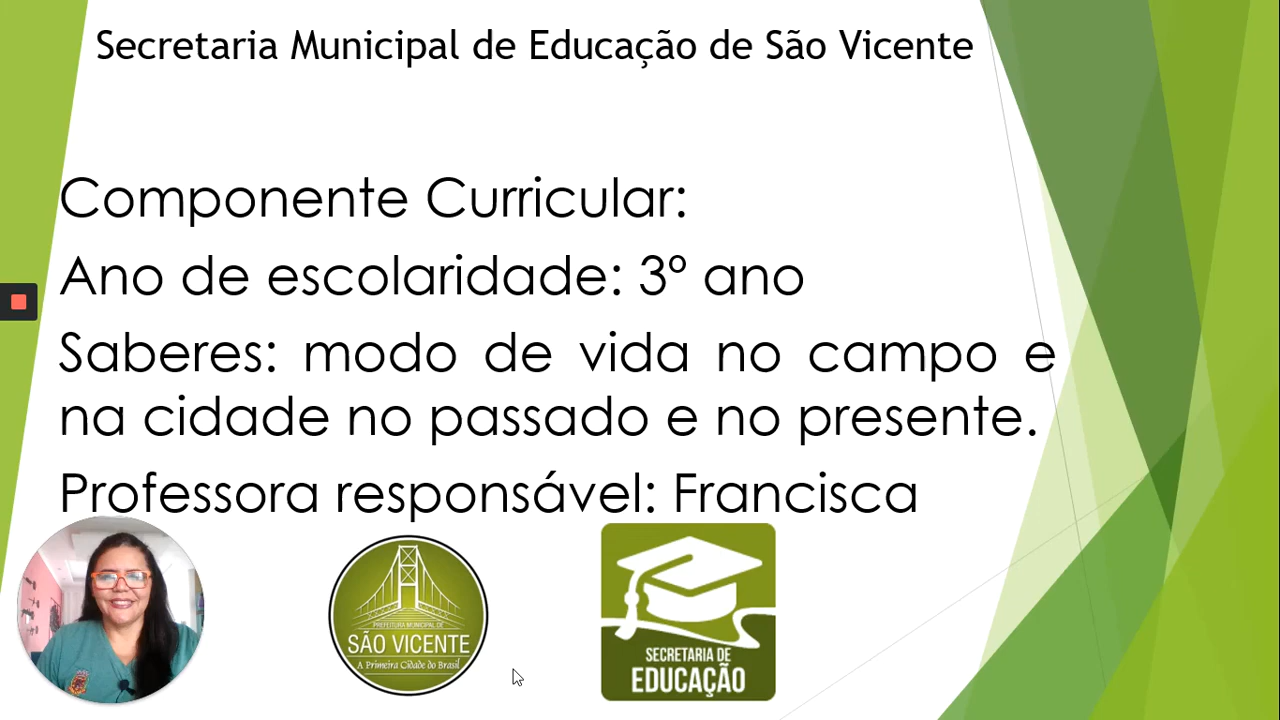 Secretaria Municipal de Educação de São Vicente
Componente Curricular:
Ano de escolaridade: 3º ano
Saberes: modo de vida no campo e
na cidade no passado e no presente.
Professora responsável: Francisca
PREFEITURA MUNICIPAL DE
SÃO VICENTE
A Primeira Cidade do Brasil
SECRETARIA DE
EDUCAÇÃO